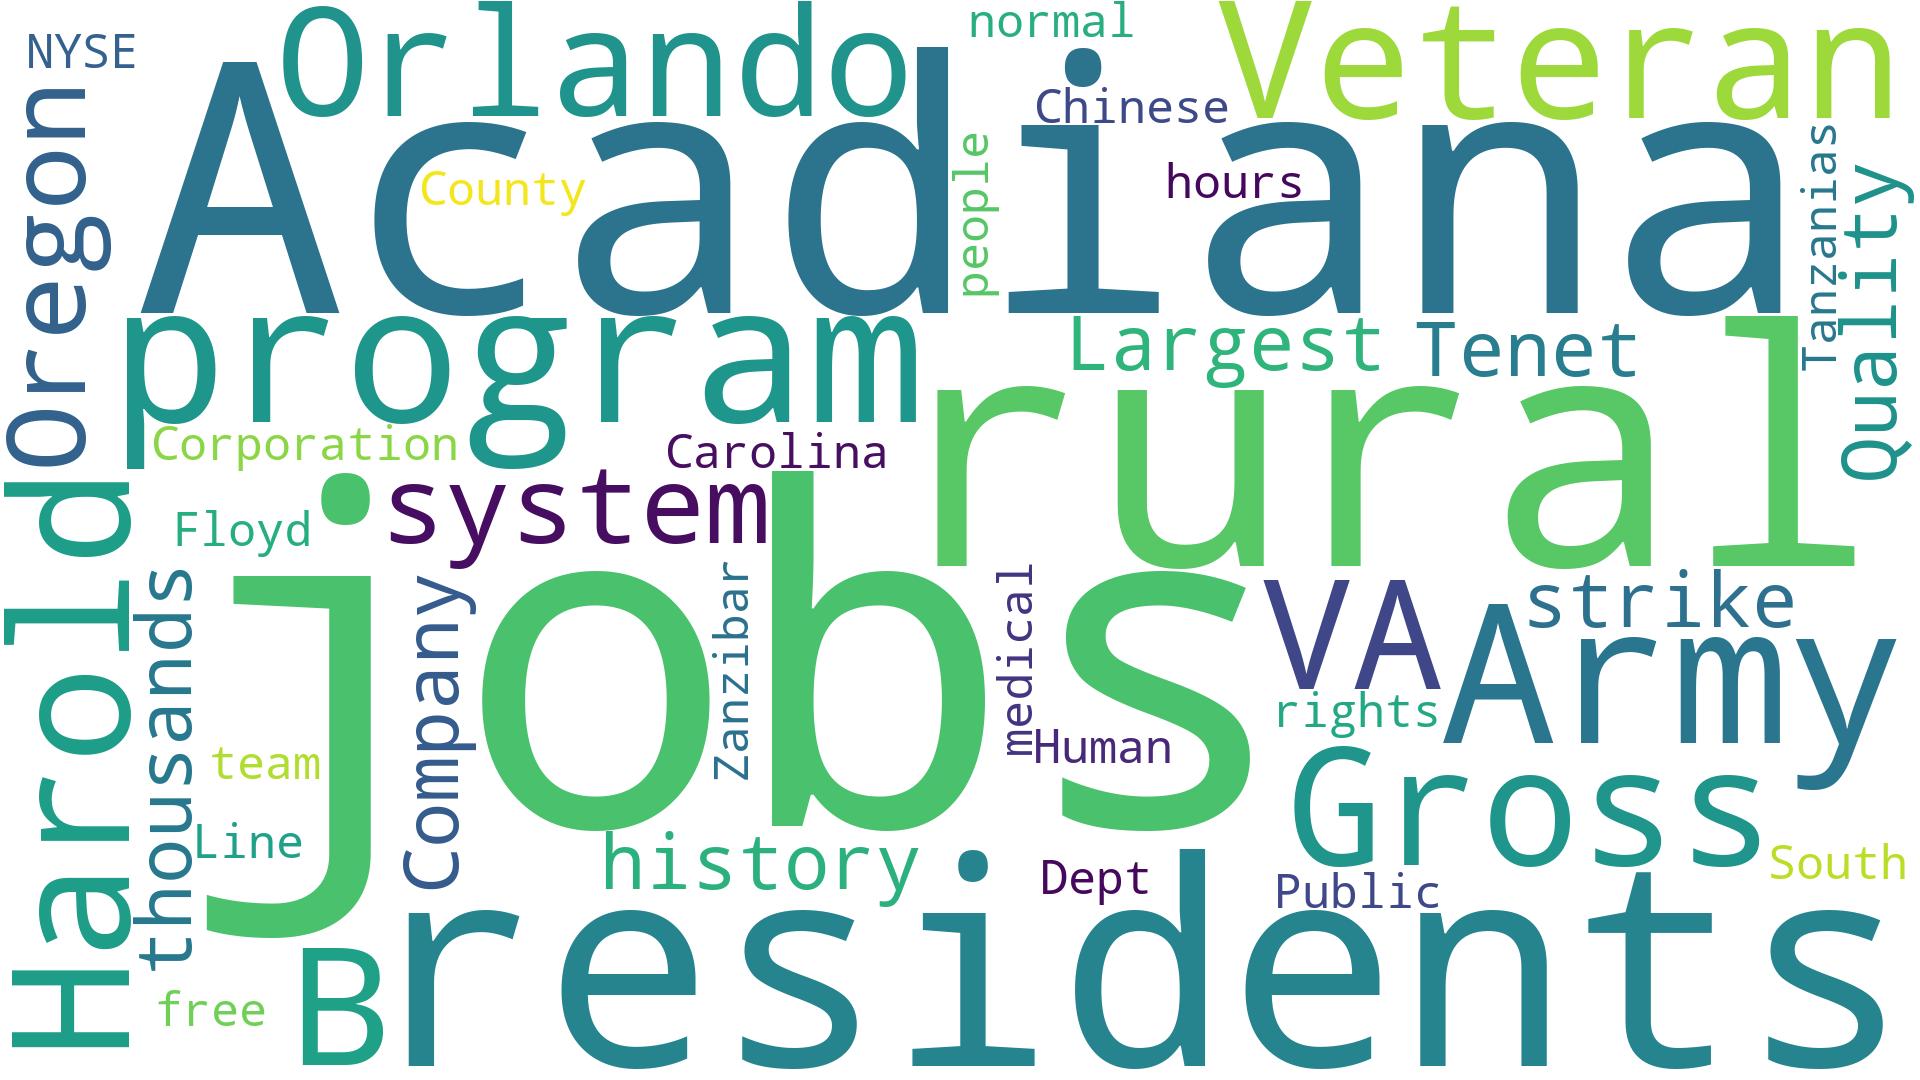 NYSE
Orlando
normal
Veteran
Oregon
Acadiana
Chinese
County
people
hours
Tanzanias
Quality
program
Largest
Tenet
rural
Corporation
Carolina
system
Floyd
Harold
thousands
jobs
Company
Zanzibar
medical
VA
strike
Army
rights
Human
team
Gross
Line
history
Dept
Public
South
residents
free
B